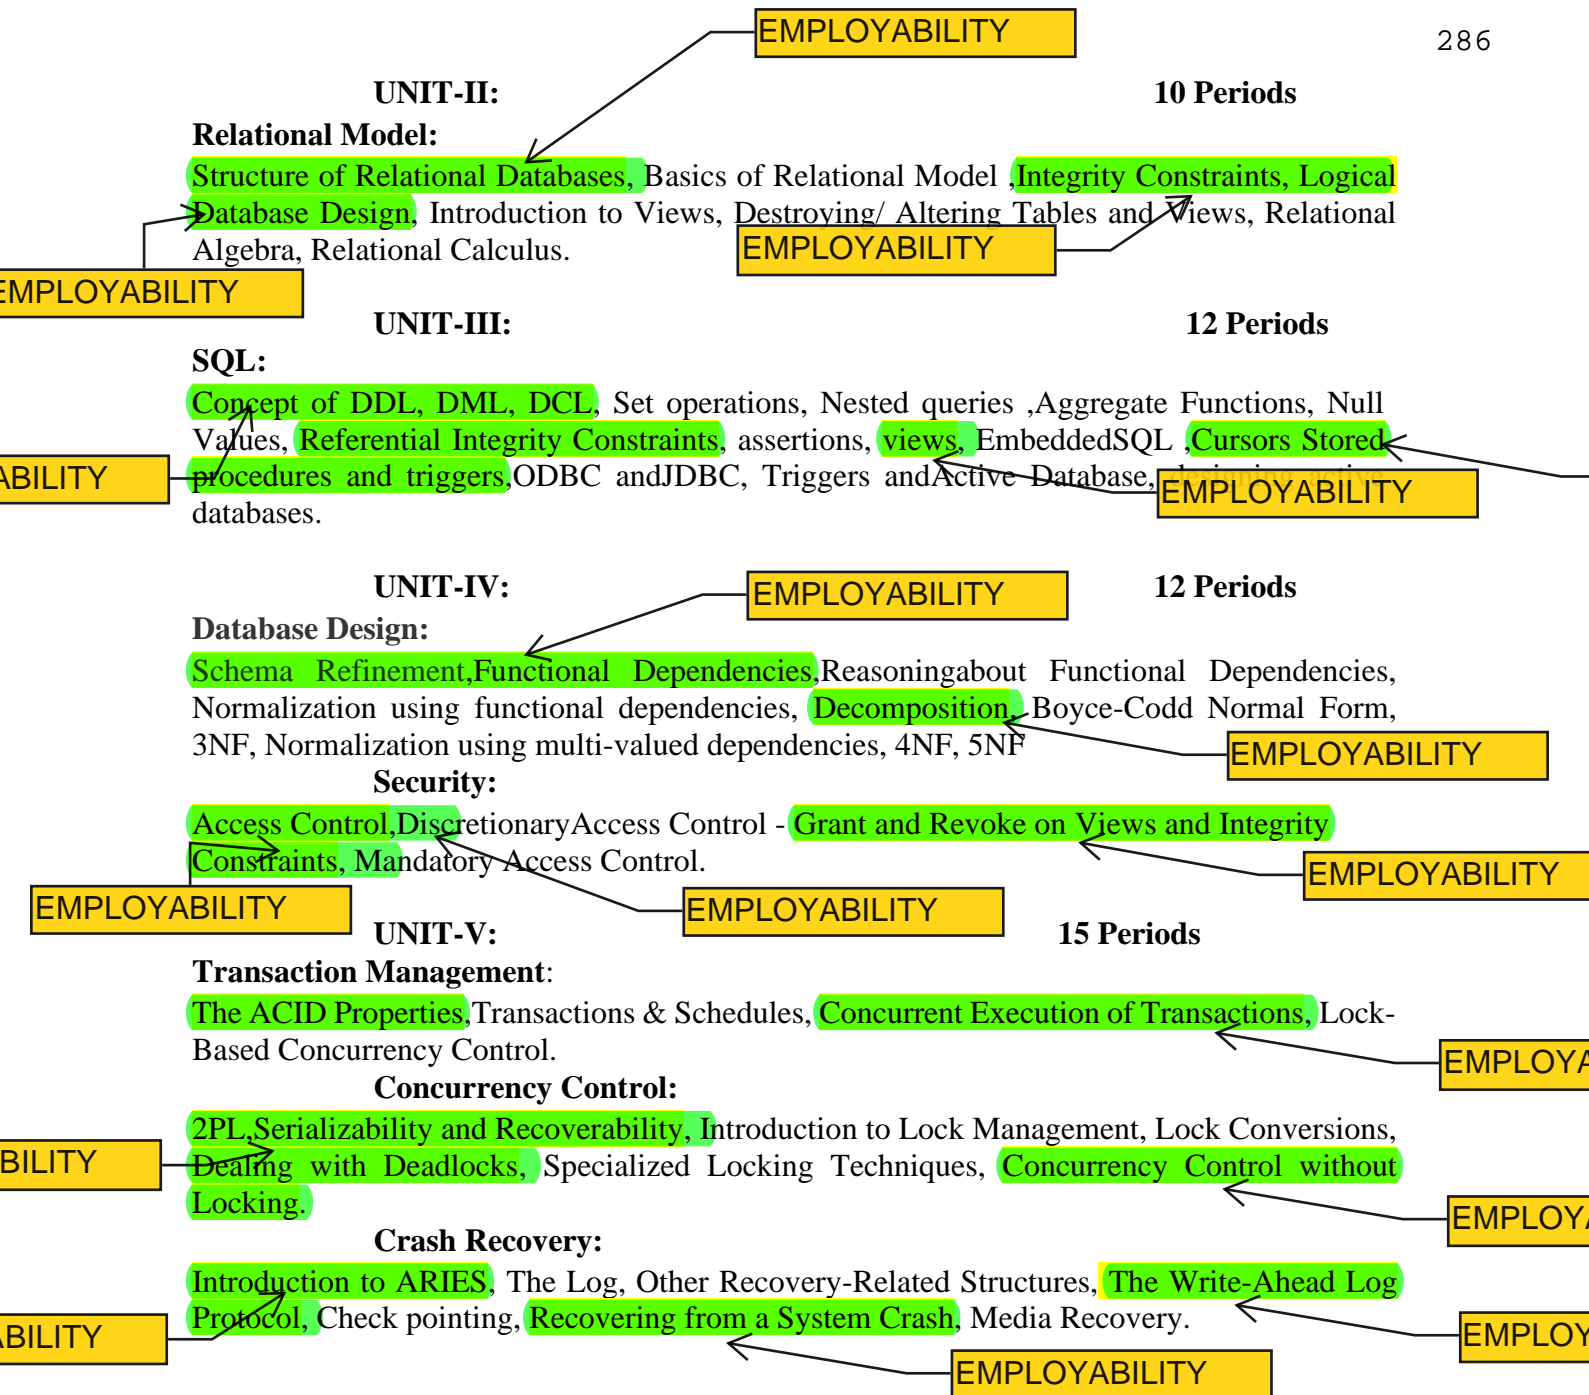 EMPLOYABILITY
286
UNIT-II: 10 Periods
Relational Model:
Structure of Relational Databases, Basics of Relational Model ,Integrity Constraints, Logical
Database Design, Introduction to Views, Destroying/ Altering Tables and Views, Relational
Algebra, Relational Calculus.
EMPLOYABILITY
EMPLOYABILITY
UNIT-III: 12 Periods
SQL:
Concept of DDL, DML, DCL, Set operations, Nested queries ,Aggregate Functions, Null
Values, Referential Integrity Constraints, assertions, views, EmbeddedSQL ,Cursors Stored
ABILITY
procedures and triggers,ODBC andJDBC, Triggers andActive Database, designing active
EMPLOYABILITY
databases.
UNIT-IV: 12 Periods
EMPLOYABILITY
Database Design:
Schema Refinement,Functional Dependencies,Reasoningabout Functional Dependencies,
Normalization using functional dependencies, Decomposition, Boyce-Codd Normal Form,
3NF, Normalization using multi-valued dependencies, 4NF, 5NF
EMPLOYABILITY
Security:
Access Control,DiscretionaryAccess Control - Grant and Revoke on Views and Integrity
Constraints, Mandatory Access Control.
EMPLOYABILITY
EMPLOYABILITY
EMPLOYABILITY
UNIT-V: 15 Periods
Transaction Management:
The ACID Properties,Transactions & Schedules, Concurrent Execution of Transactions, Lock-
Based Concurrency Control.
EMPLOYA
Concurrency Control:
2PL,Serializability and Recoverability, Introduction to Lock Management, Lock Conversions,
BILITY
Dealing with Deadlocks, Specialized Locking Techniques, Concurrency Control without
Locking.
EMPLOYA
Crash Recovery:
Introduction to ARIES, The Log, Other Recovery-Related Structures, The Write-Ahead Log
Protocol, Check pointing, Recovering from a System Crash, Media Recovery.
ABILITY
EMPLOY
EMPLOYABILITY